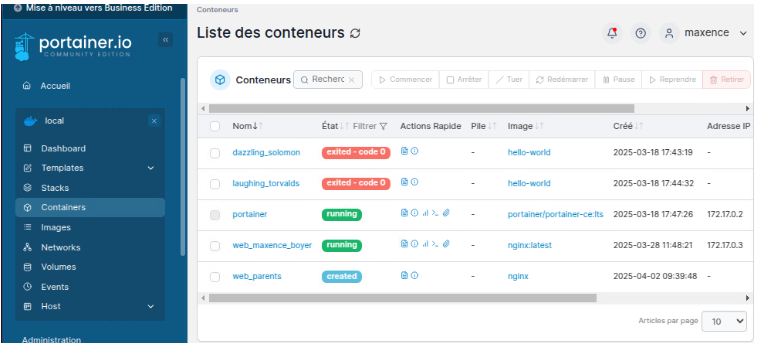 Mise à niveau vers Business Edition
portainer.io
COMMUNITY EDITION
Accueil
local
Dashboard
Templates
Stacks
Containers
Images
Networks
Volumes
Events
Host
Administration
Conteneurs
Liste des conteneurs
maxence
Conteneurs Recherc Commencer Arrêter Tuer Redémarrer Pause Reprendre Retirer
Nom État Filtrer Actions Rapide Pile Image Créé Adresse IP
dazzling_solomon exited - code 0 - hello-world 2025-03-18 17:43:19 -
laughing_torvalds exited - code 0 - hello-world 2025-03-18 17:44:32 -
portainer running - portainer/portainer-ce:lts 2025-03-18 17:47:26 172.17.0.2
web_maxence_boyer running - nginx:latest 2025-03-28 11:48:21 172.17.0.3
web_parents created - nginx 2025-04-02 09:39:48 -
Articles par page 10